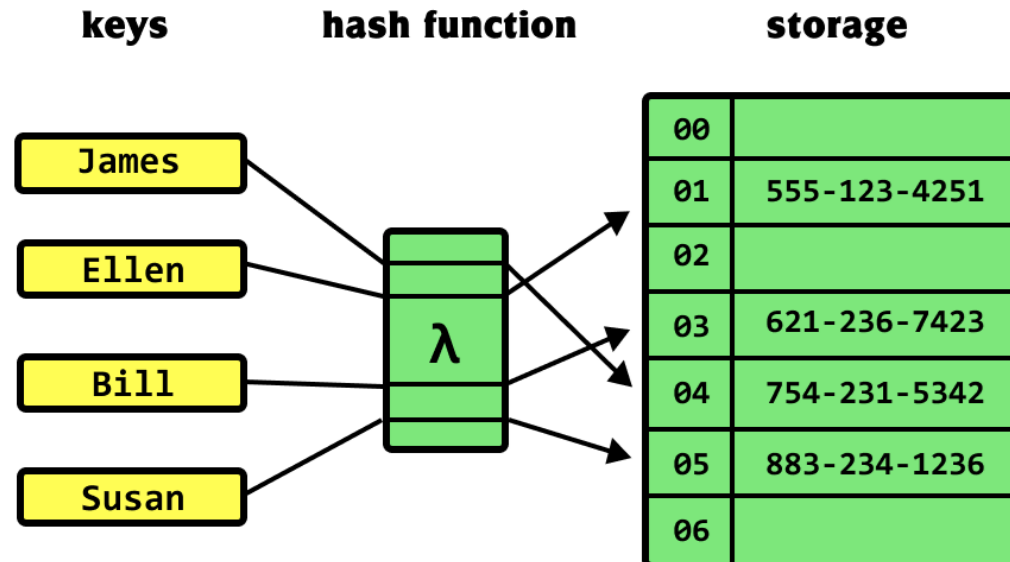 keys hash function storage
James
Ellen
Bill
Susan
λ
00
01 555-123-4251
02
03 621-236-7423
04 754-231-5342
05 883-234-1236
06